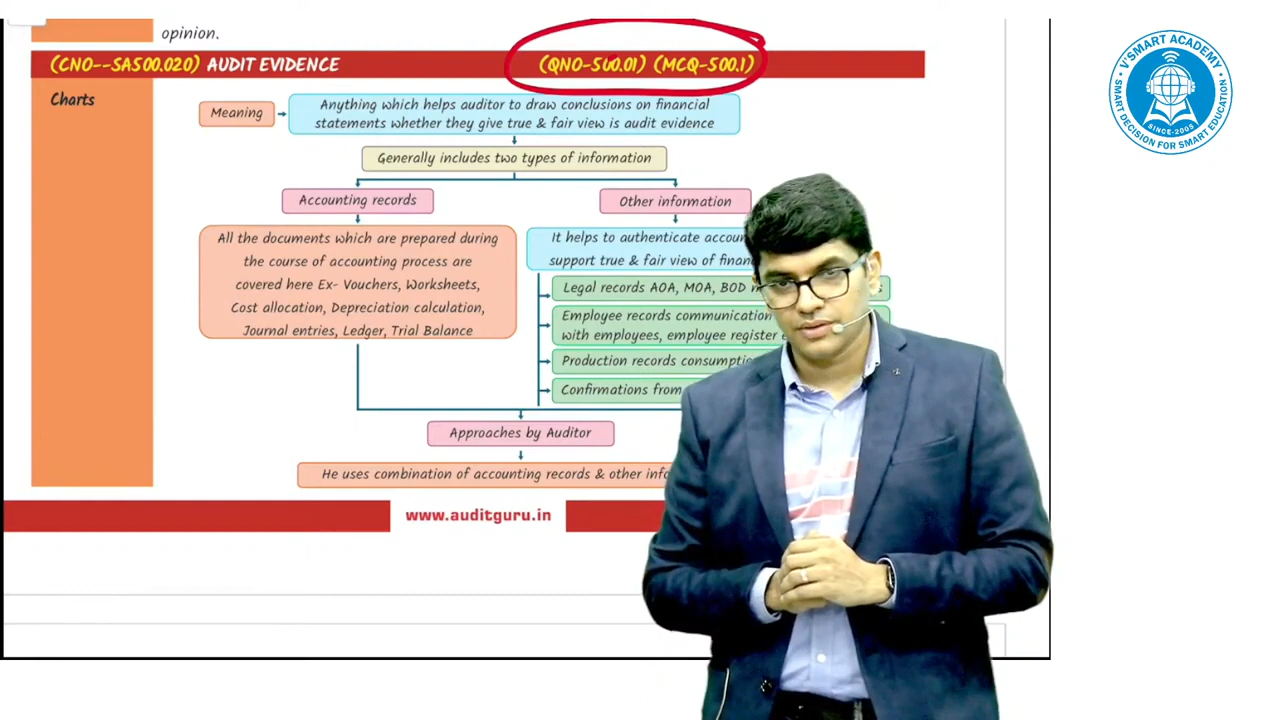 opinion.
(CNO--SA500.020) AUDIT EVIDENCE (QNO-500.01) (MCQ-500.1)
Charts
Meaning
Anything which helps auditor to draw conclusions on financial
statements whether they give true & fair view is audit evidence
Generally includes two types of information
Accounting records
Other information
All the documents which are prepared during
the course of accounting process are
covered here Ex- Vouchers, Worksheets,
Cost allocation, Depreciation calculation,
Journal entries, Ledger, Trial Balance
It helps to authenticate
support true & fair view of
Legal records AOA, MOA, BOD
Employee records communication
with employees, employee register
Production records
Confirmations from
Approaches by Auditor
He uses combination of accounting records & other
www.auditguru.in
V'SMART ACADEMY
SINCE-2005
SMART DECISION FOR SMART EDUCATION